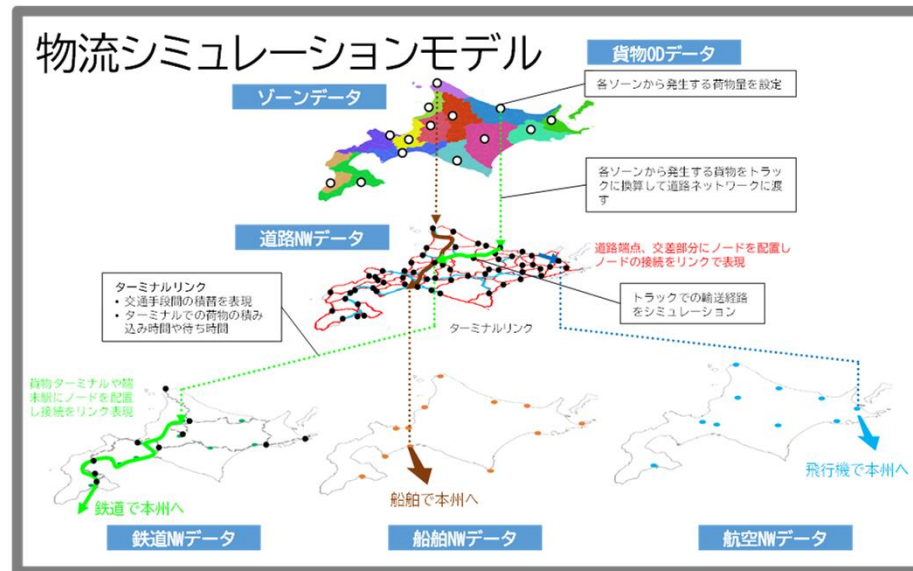 物流シミュレーションモデル
貨物ODデータ
ゾーンデータ
各ゾーンから発生する荷物量を設定
各ゾーンから発生する貨物をトラック
に換算して道路ネットワークに渡
す
道路NWデータ
道路端点、交差部分にノードを配置し
ノードの接続をリンクで表現
ターミナルリンク
• 交通手段間の積替を表現
• ターミナルでの荷物の積み
込み時間や待ち時間
トラックでの輸送経路
をシミュレーション
ターミナルリンク
貨物ターミナルや端
末駅にノードを配置
し接続をリンク表現
鉄道で本州へ
船舶で本州へ
飛行機で本州へ
鉄道NWデータ
船舶NWデータ
航空NWデータ